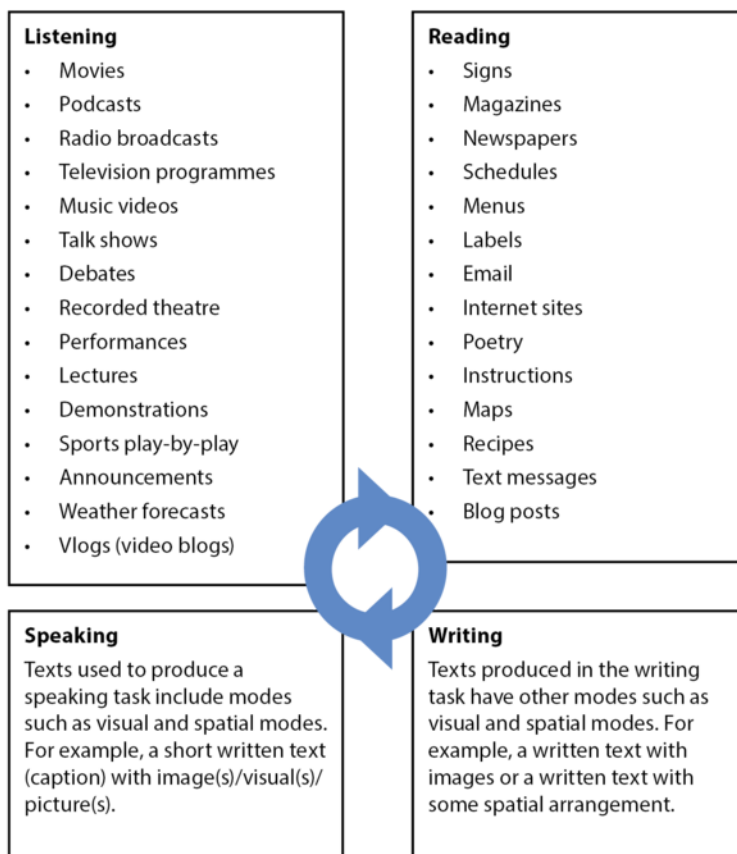 Listening
• Movies
• Podcasts
• Radio broadcasts
• Television programmes
• Music videos
• Talk shows
• Debates
• Recorded theatre
• Performances
• Lectures
• Demonstrations
• Sports play-by-play
• Announcements
• Weather forecasts
• Vlogs (video blogs)
Reading
• Signs
• Magazines
• Newspapers
• Schedules
• Menus
• Labels
• Email
• Internet sites
• Poetry
• Instructions
• Maps
• Recipes
• Text messages
• Blog posts
Speaking
Texts used to produce a
speaking task include modes
such as visual and spatial modes.
For example, a short written text
(caption) with image(s)/visual(s)/
picture(s).
Writing
Texts produced in the writing
task have other modes such as
visual and spatial modes. For
example, a written text with
images or a written text with
some spatial arrangement.